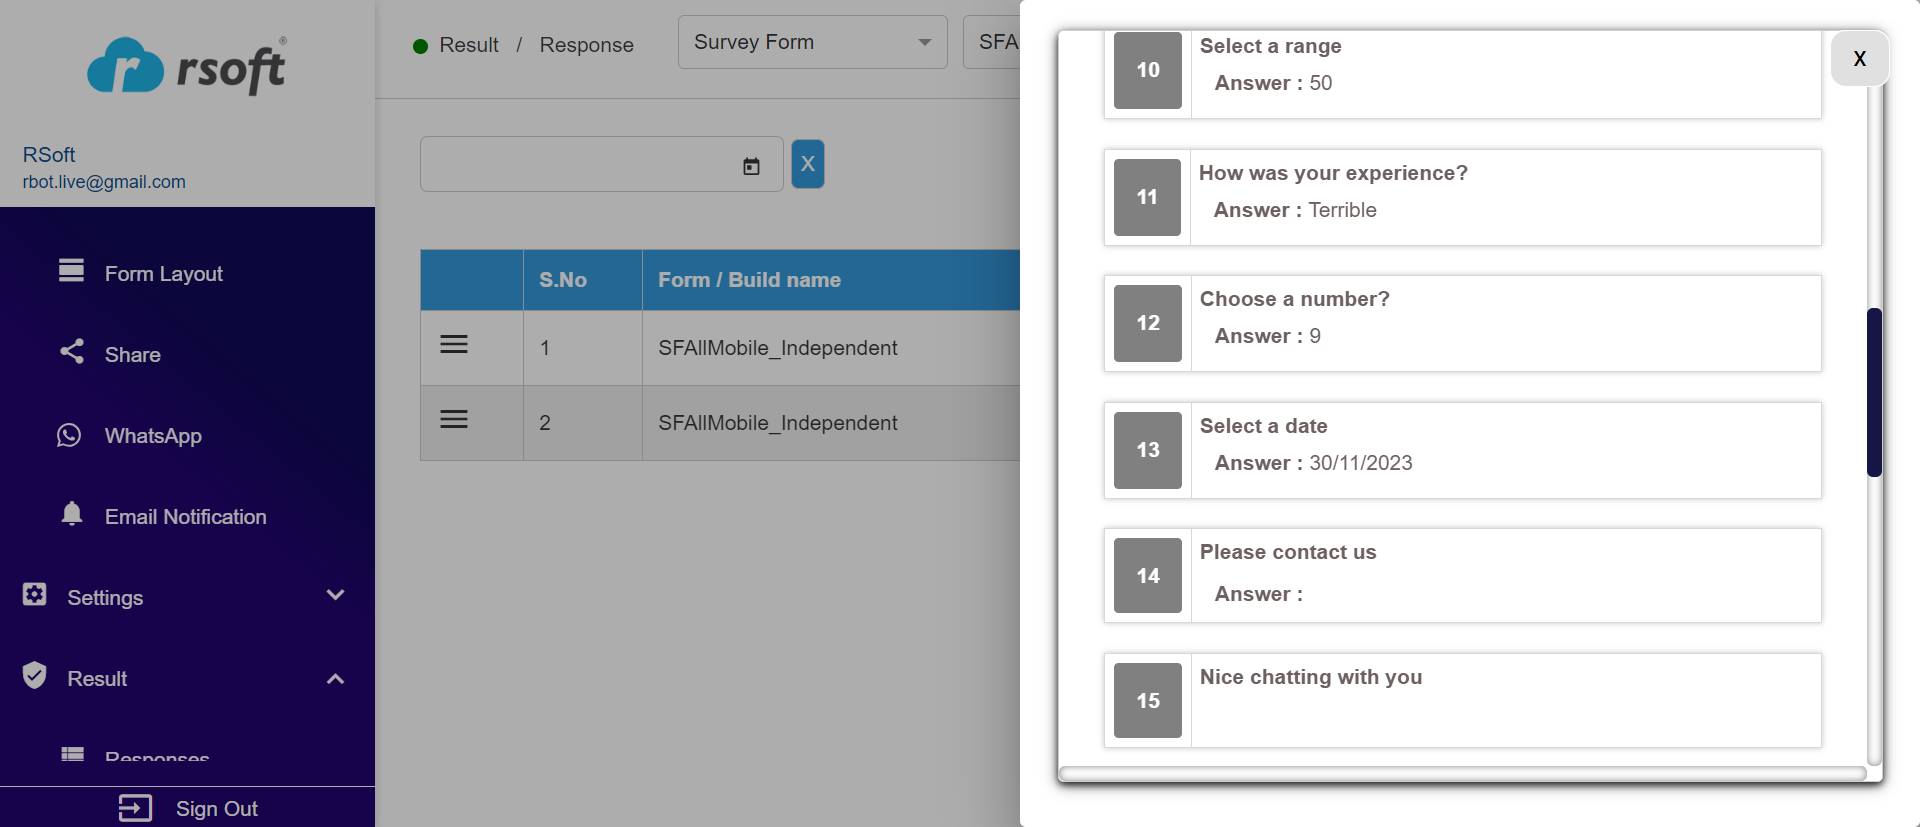 rsoft®
RSoft
rbot.live@gmail.com
Form Layout
Share
WhatsApp
Email Notification
Settings
Result
Responses
Sign Out
Result / Response
Survey Form
SFA
X
S.No Form / Build name
1 SFAllMobile_Independent
2 SFAllMobile_Independent
X
10 Select a range
Answer : 50
11 How was your experience?
Answer : Terrible
12 Choose a number?
Answer : 9
13 Select a date
Answer : 30/11/2023
14 Please contact us
Answer :
15 Nice chatting with you